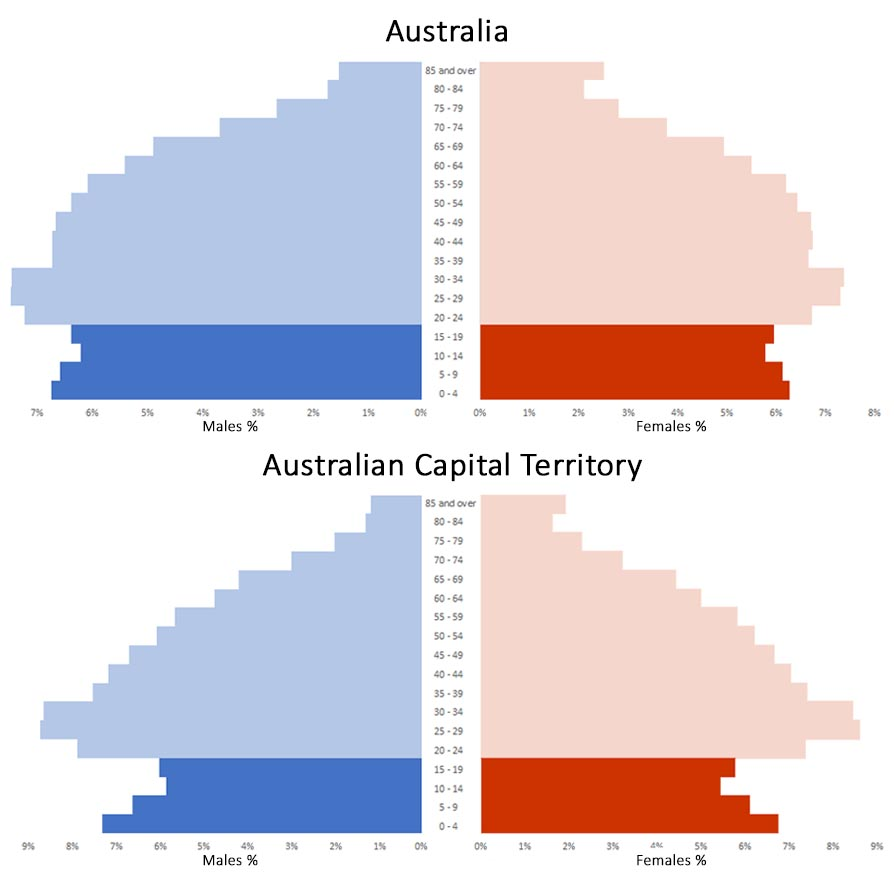 Australia
85 and over
80 - 84
75 - 79
70 - 74
65 - 69
60 - 64
55 - 59
50 - 54
45 - 49
40 - 44
35 - 39
30 - 34
25 - 29
20 - 24
15 - 19
10 - 14
5 - 9
0 - 4
7% 6% 5% 4% 3% 2% 1% 0% 0% 1% 2% 3% 4% 5% 6% 7% 8%
Males % Females %
Australian Capital Territory
85 and over
80 - 84
75 - 79
70 - 74
65 - 69
60 - 64
55 - 59
50 - 54
45 - 49
40 - 44
35 - 39
30 - 34
25 - 29
20 - 24
15 - 19
10 - 14
5 - 9
0 - 4
9% 8% 7% 6% 5% 4% 3% 2% 1% 0% 0% 1% 2% 3% 4% 5% 6% 7% 8% 9%
Males % Females %